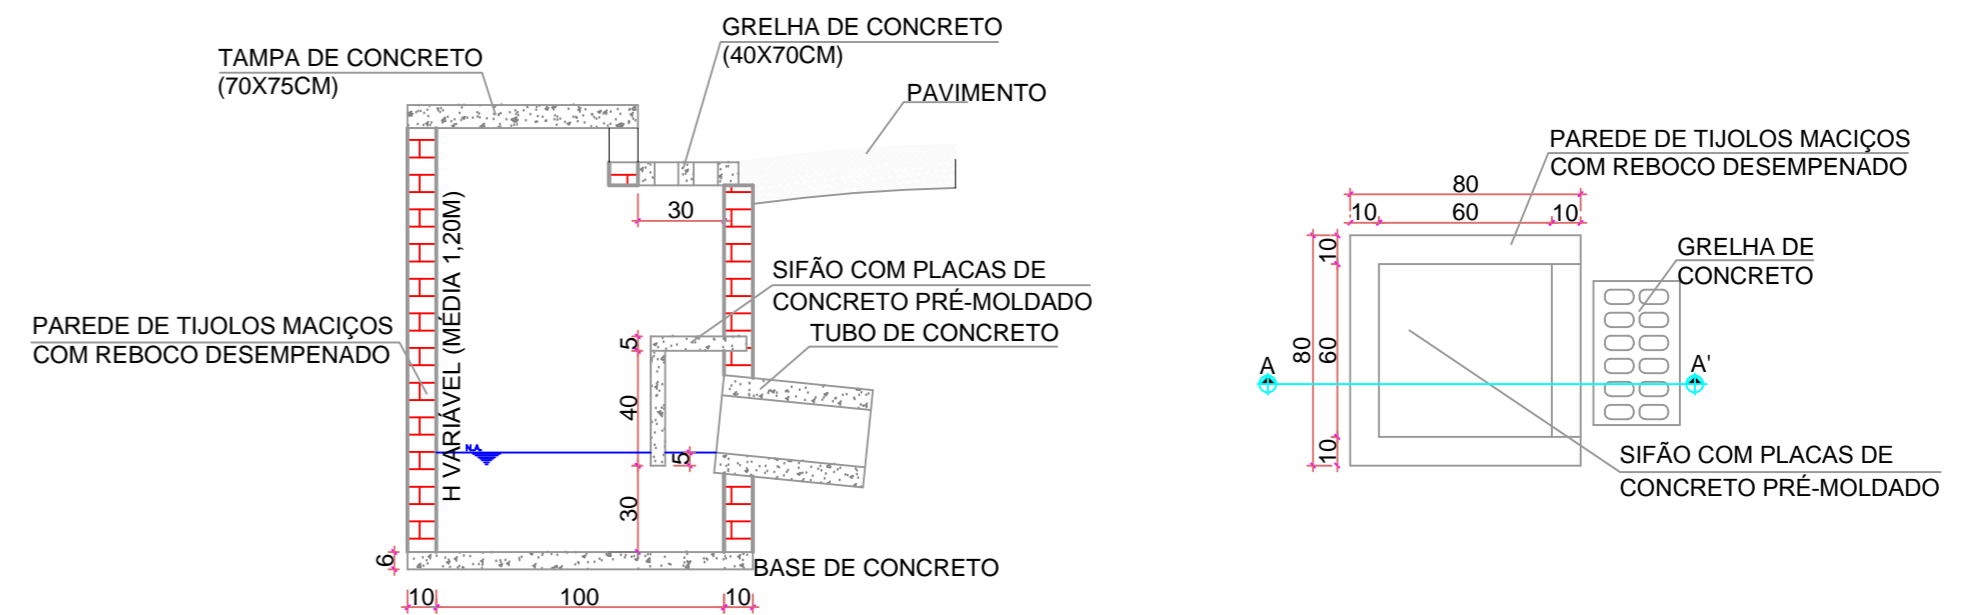 GRELHA DE CONCRETO
(40X70CM)
TAMPA DE CONCRETO
(70X75CM)
PAVIMENTO
30
H VARIÁVEL (MÉDIA 1,20M)
SIFÃO COM PLACAS DE
CONCRETO PRÉ-MOLDADO
TUBO DE CONCRETO
PAREDE DE TIJOLOS MACIÇOS
COM REBOCO DESEMPENADO
5
40
N.A.
5
30
6
BASE DE CONCRETO
10
100
10
PAREDE DE TIJOLOS MACIÇOS
COM REBOCO DESEMPENADO
80
10
60
10
GRELHA DE
CONCRETO
10
80
60
10
A
A'
SIFÃO COM PLACAS DE
CONCRETO PRÉ-MOLDADO